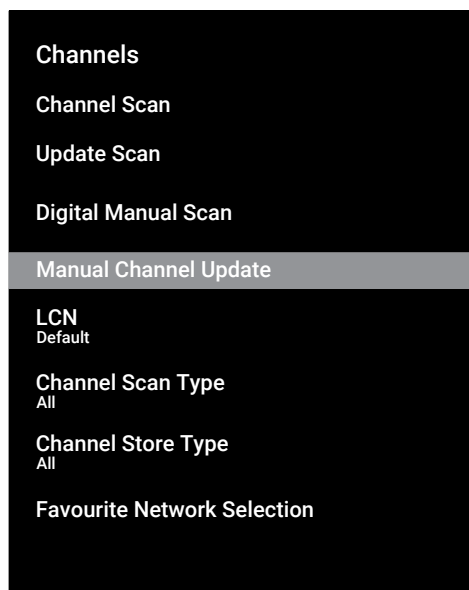 Channels
Channel Scan
Update Scan
Digital Manual Scan
Manual Channel Update
LCN
Default
Channel Scan Type
All
Channel Store Type
All
Favourite Network Selection